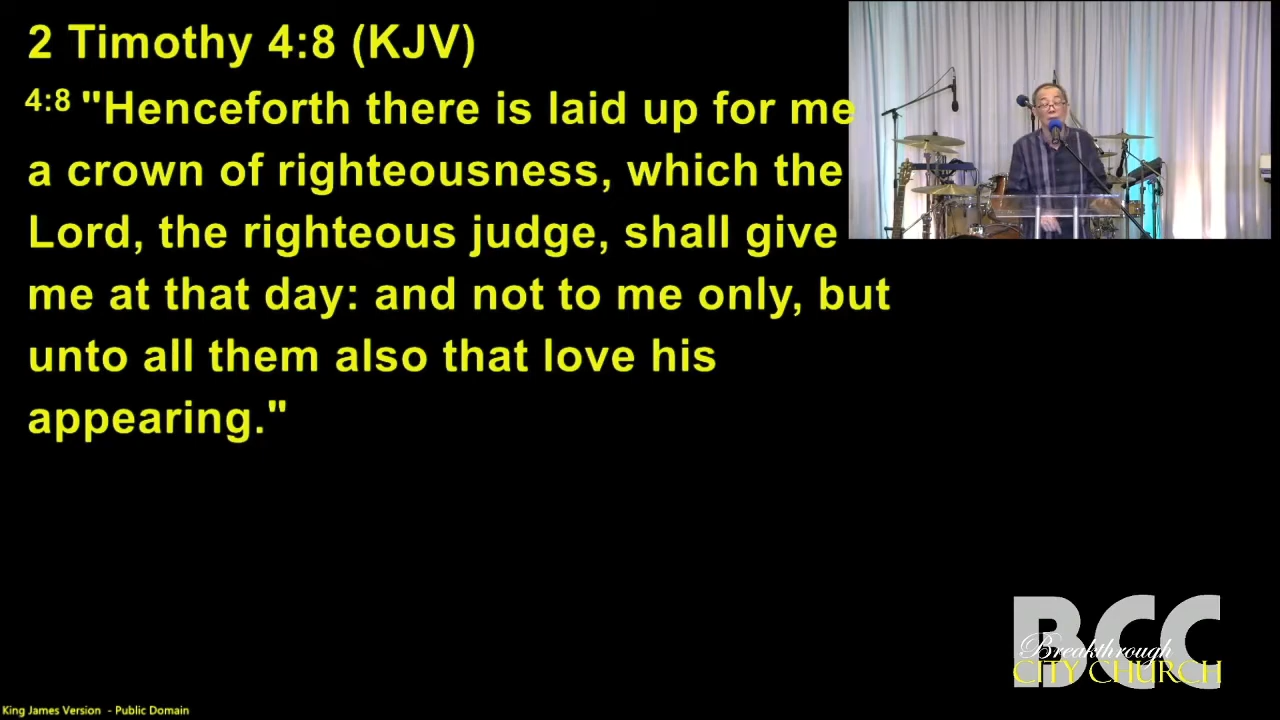 2 Timothy 4:8 (KJV)
4:8 "Henceforth there is laid up for me
a crown of righteousness, which the
Lord, the righteous judge, shall give
me at that day: and not to me only, but
unto all them also that love his
appearing."
BCC
Breakthrough
CITY CHURCH
King James Version - Public Domain